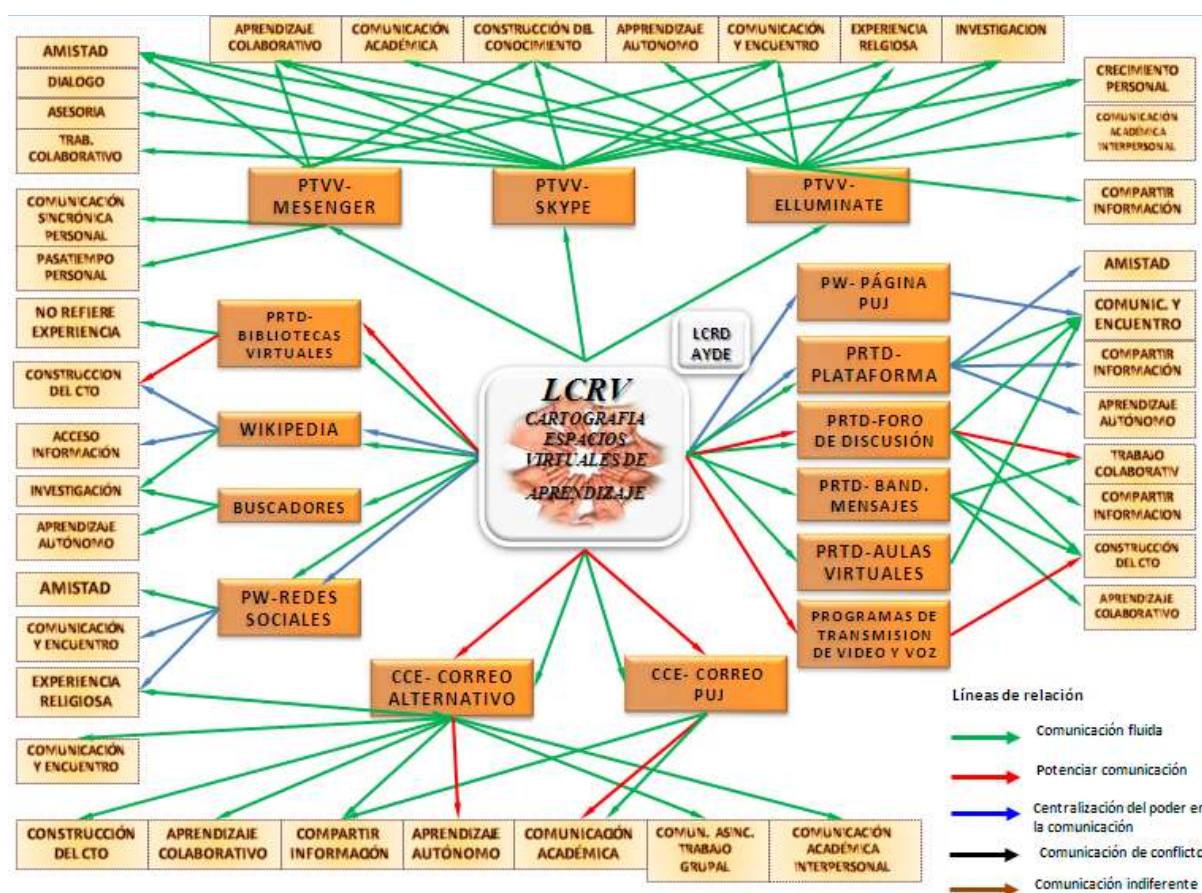 APRENDIZAJE
COLABORATIVO
COMUNICACIÓN
ACADÉMICA
CONSTRUCCIÓN DEL
CONOCIMIENTO
APPRENDIZAJE
AUTONOMO
COMMUNICACIÓN
Y ENCUENTRO
EXPERIENCIA
RELGIOSA
INVESTIGACION
AMISTAD
DIALOGO
ASESORIA
TRAB.
COLABORATIVO
COMUNICACIÓN
SINCRÓNICA
PERSONAL
PASATIEMPO
PERSONAL
NO REFIERE
EXPERIENCIA
CONSTRUCCION
DEL CTO
ACCESO
INFORMACIÓN
INVESTIGACIÓN
APRENDIZAJE
AUTÓNOMO
AMISTAD
COMUNICACIÓN
Y ENCUENTRO
EXPERIENCIA
RELIGIOSA
COMUNICACIÓN
Y ENCUENTRO
PTVV-
MESENGER
PTVV-
SKYPE
PTVV-
ELLUMINATE
PRTD-
BIBLIOTECAS
VIRTUALES
WIKIPEDIA
BUSCADORES
PW-REDES
SOCIALES
LCRD
AYDE
LCRV
CARTOGRAFIA
ESPACIOS
VIRTUALES DE
APRENDIZAJE
PW- PÁGINA
PUJ
PRTD-
PLATAFORMA
PRTD-FORO
DE DISCUSIÓN
PRTD- BAND.
MENSAJES
PRTD-AULAS
VIRTUALES
PROGRAMAS DE
TRANSMISION
DE VIDEO Y VOZ
CCE- CORREO
ALTERNATIVO
CCE- CORREO
PUJ
CRECIMIENTO
PERSONAL
COMUNICACIÓN
ACADÉMICA
INTERPERSONAL
COMPARTIR
INFORMACIÓN
AMISTAD
COMUNIC. Y
ENCUENTRO
COMPARTIR
INFORMACIÓN
APRENDIZAJE
AUTÓNOMO
TRABAJO
COLABORATIV
COMPARTIR
INFORMACION
CONSTRUCCIÓN
DEL CTO
APRENDIZAJE
COLABORATIVO
CONSTRUCCIÓN
DEL CTO
APRENDIZAJE
COLABORATIVO
COMPARTIR
INFORMACIÓN
APRENDIZAJE
AUTÓNOMO
COMUNICACIÓN
ACADÉMICA
COMUN. ASINC.
TRABAJO
GRUPAL
COMUNICACIÓN
ACADÉMICA
INTERPERSONAL
Líneas de relación
Comunicación fluida
Potenciar comunicación
Centralización del poder en
la comunicación
Comunicación de conflicto
Comunicación indiferente